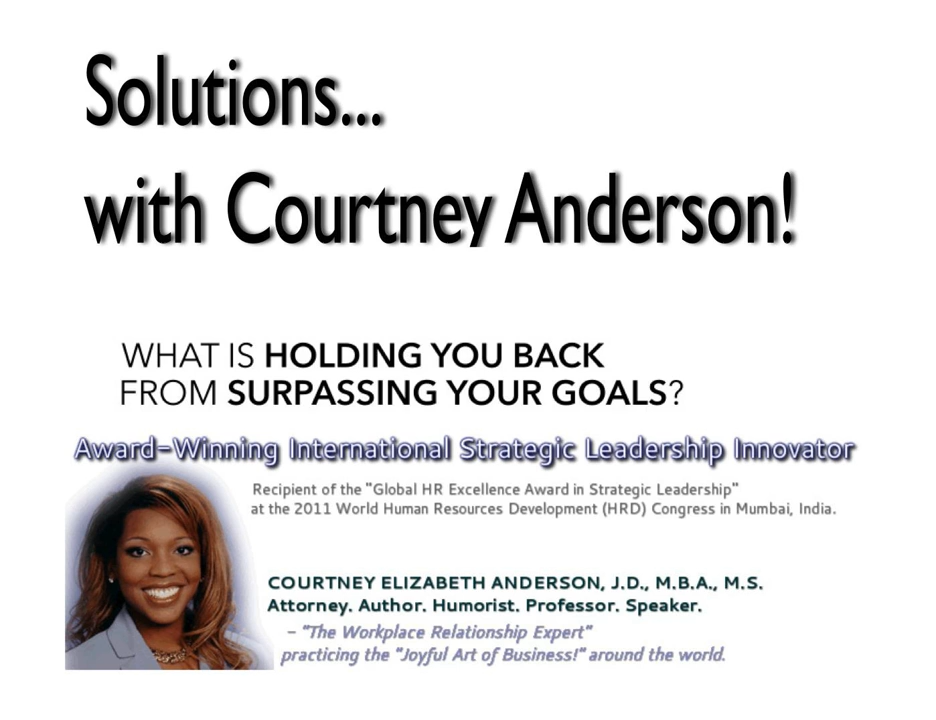 Solutions...
with Courtney Anderson!
WHAT IS HOLDING YOU BACK
FROM SURPASSING YOUR GOALS?
Award-Winning International Strategic Leadership Innovator
Recipient of the "Global HR Excellence Award in Strategic Leadership"
at the 2011 World Human Resources Development (HRD) Congress in Mumbai, India.
COURTNEY ELIZABETH ANDERSON, J.D., M.B.A., M.S.
Attorney. Author. Humorist. Professor. Speaker.
- "The Workplace Relationship Expert"
practicing the "Joyful Art of Business!" around the world.